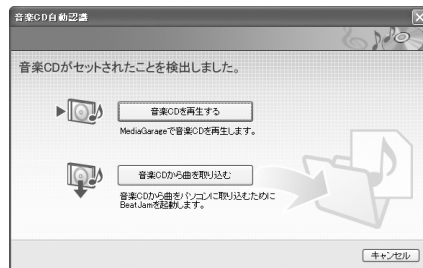 音楽CD自動認識
音楽CDがセットされたことを検出しました。
音楽CDを再生する
MediaGarageで音楽CDを再生します。
音楽CDから曲を取り込む
音楽CDから曲をパソコンに取り込むために
BeatJamを起動します。
キャンセル